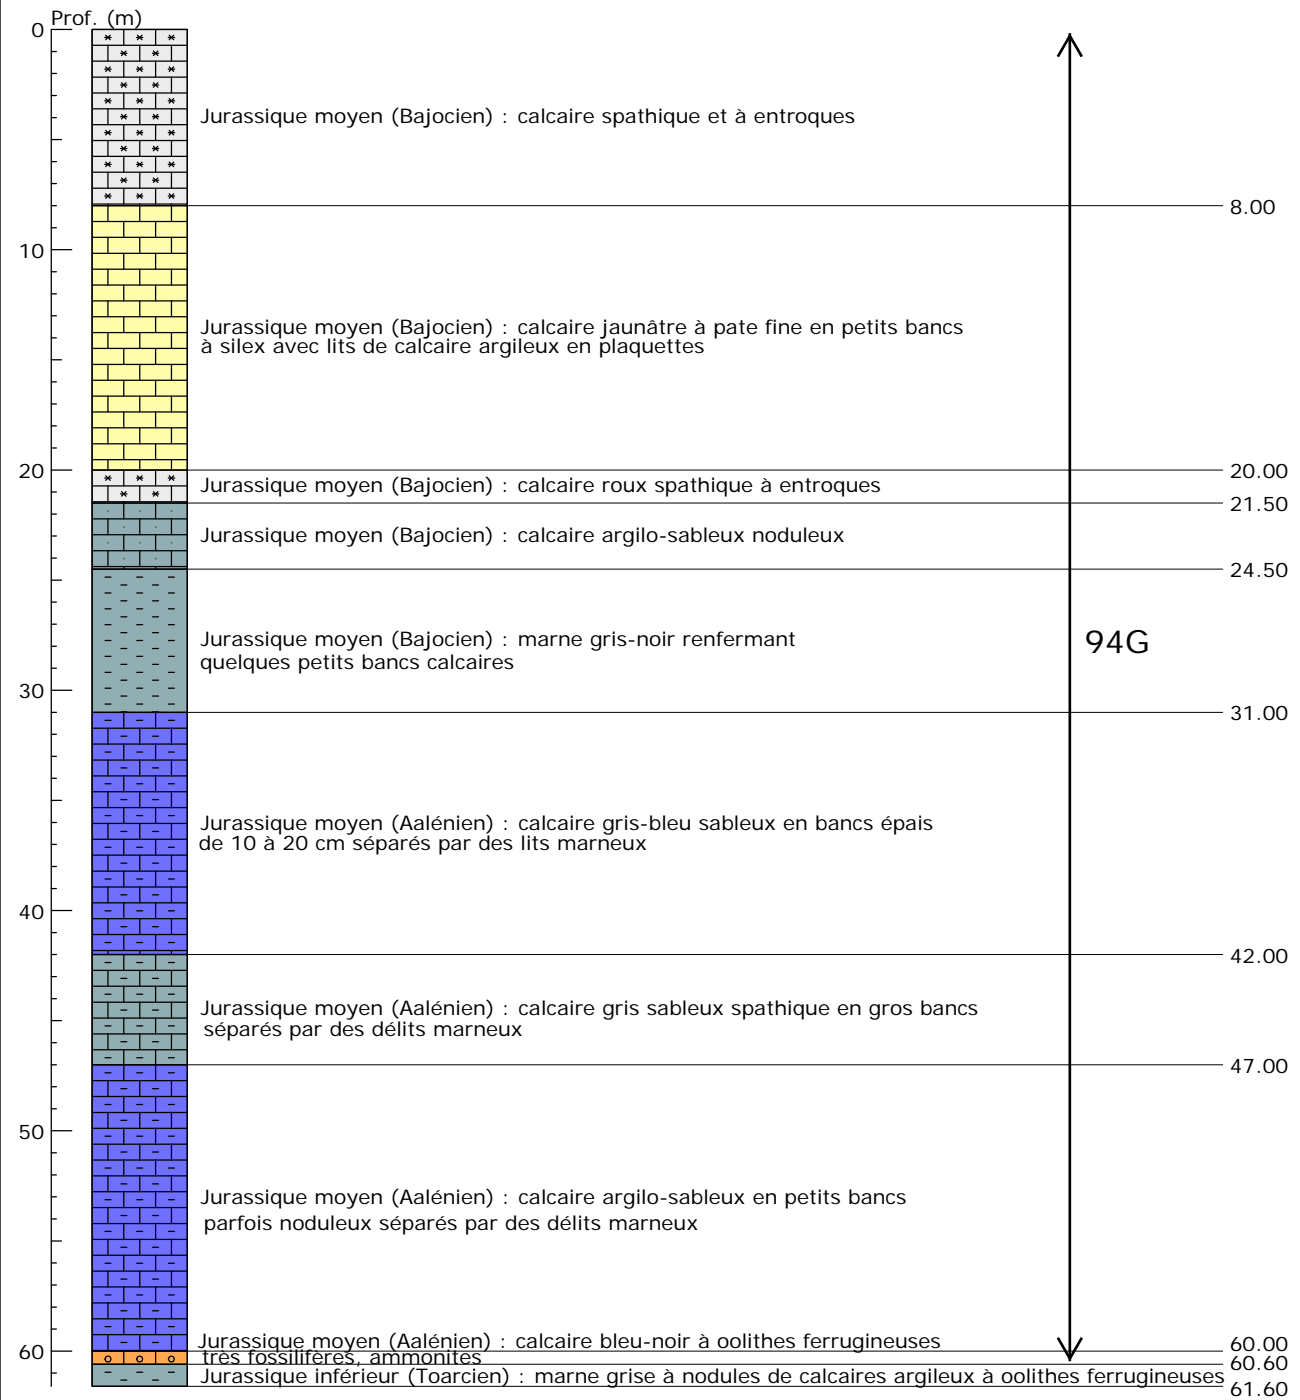 Prof. (m)
0
Jurassique moyen (Bajocien) : calcaire spathique et à entroques
8.00
10
Jurassique moyen (Bajocien) : calcaire jaunâtre à pate fine en petits bancs
à silex avec lits de calcaire argileux en plaquettes
20
20.00
Jurassique moyen (Bajocien) : calcaire roux spathique à entroques
21.50
Jurassique moyen (Bajocien) : calcaire argilo-sableux noduleux
24.50
Jurassique moyen (Bajocien) : marne gris-noir renfermant
quelques petits bancs calcaires
94G
30
31.00
Jurassique moyen (Aalénien) : calcaire gris-bleu sableux en bancs épais
de 10 à 20 cm séparés par des lits marneux
40
42.00
Jurassique moyen (Aalénien) : calcaire gris sableux spathique en gros bancs
séparés par des délits marneux
47.00
50
Jurassique moyen (Aalénien) : calcaire argilo-sableux en petits bancs
parfois noduleux séparés par des délits marneux
Jurassique moyen (Aalénien) : calcaire bleu-noir à oolithes ferrugineuses
60.00
60
très fossilifères, ammonites
60.60
Jurassique inférieur (Toarcien) : marne grise à nodules de calcaires argileux à oolithes ferrugineuses
61.60